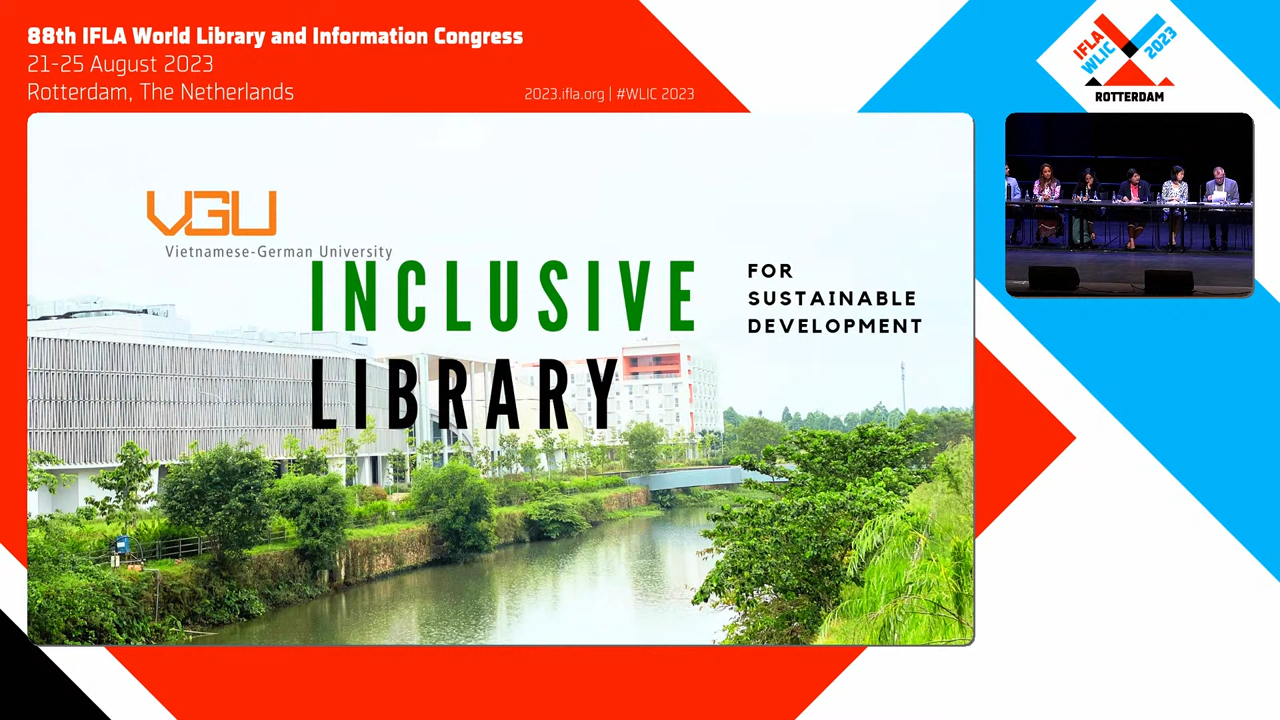 88th IFLA World Library and Information Congress
21-25 August 2023
Rotterdam, The Netherlands
2023.ifla.org | #WLIC 2023
IFLA
WLIC
2023
ROTTERDAM
VGU
Vietnamese-German University
INCLUSIVE
LIBRARY
FOR
SUSTAINABLE
DEVELOPMENT